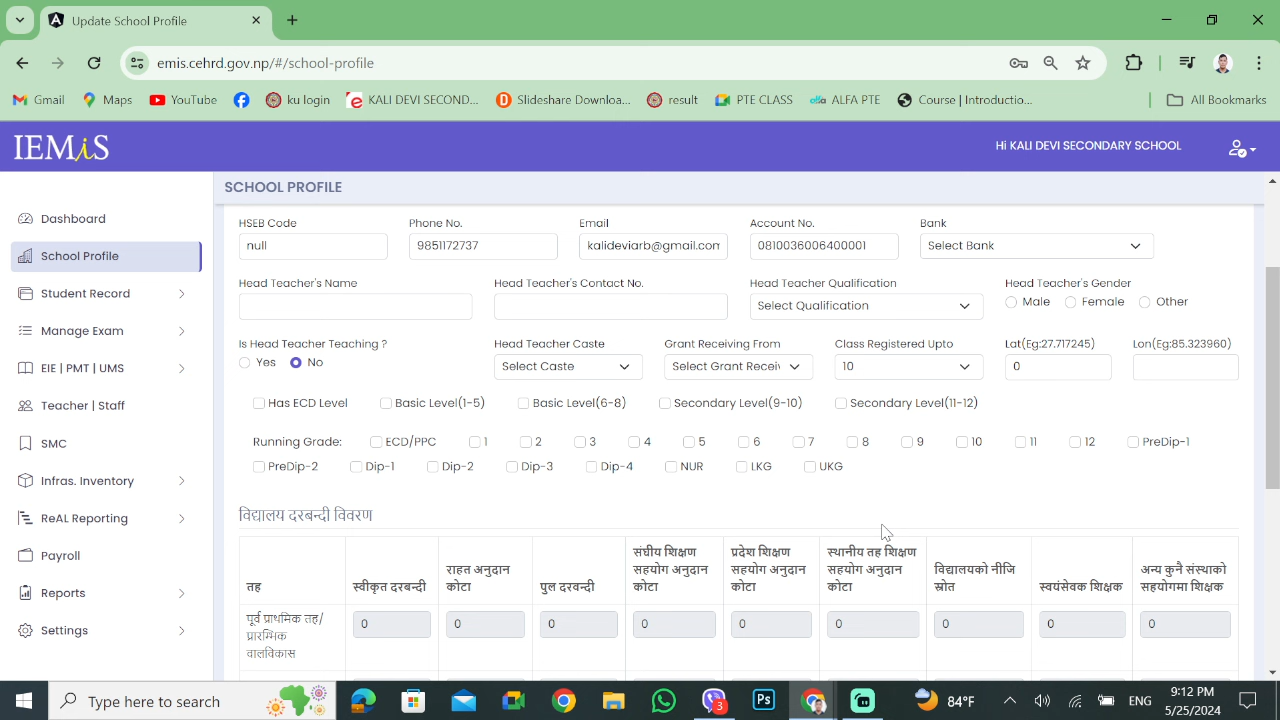 Update School Profile
emis.cehrd.gov.np/#/school-profile
Gmail Maps YouTube ku login KALI DEVI SECOND... Slideshare Downloa... result PTE CLASS ALFA PTE Course | Introductio... All Bookmarks
IEMiS
Hi KALI DEVI SECONDARY SCHOOL
SCHOOL PROFILE
Dashboard
School Profile
Student Record
Manage Exam
EIE | PMT | UMS
Teacher | Staff
SMC
Infras. Inventory
ReAL Reporting
Payroll
Reports
Settings
HSEB Code Phone No. Email Account No. Bank
null 9851172737 kalideviarb@gmail.com 0810036006400001 Select Bank
Head Teacher's Name Head Teacher's Contact No. Head Teacher Qualification Head Teacher's Gender
Select Qualification Male Female Other
Is Head Teacher Teaching ? Head Teacher Caste Grant Receiving From Class Registered Upto Lat(Eg:27.717245) Lon(Eg:85.323960)
Yes No Select Caste Select Grant Receivi 10 0
Has ECD Level Basic Level(1-5) Basic Level(6-8) Secondary Level(9-10) Secondary Level(11-12)
Running Grade: ECD/PPC 1 2 3 4 5 6 7 8 9 10 11 12 PreDip-1
PreDip-2 Dip-1 Dip-2 Dip-3 Dip-4 NUR LKG UKG
विद्यालय दरबन्दी विवरण
तह
स्वीकृत दरबन्दी
राहत अनुदान
कोटा
पुल दरवन्दी
संघीय शिक्षण
सहयोग अनुदान
कोटा
प्रदेश शिक्षण
सहयोग अनुदान
कोटा
स्थानीय तह शिक्षण
सहयोग अनुदान
कोटा
विद्यालयको नीजि
स्रोत
स्वयंसेवक शिक्षक
अन्य कुनै संस्थाको
सहयोगमा शिक्षक
पूर्व प्राथमिक तह/
प्रारम्भिक
वालविकास
0 0 0 0 0 0 0 0 0
Type here to search
3
84°F
ENG
9:12 PM
5/25/2024